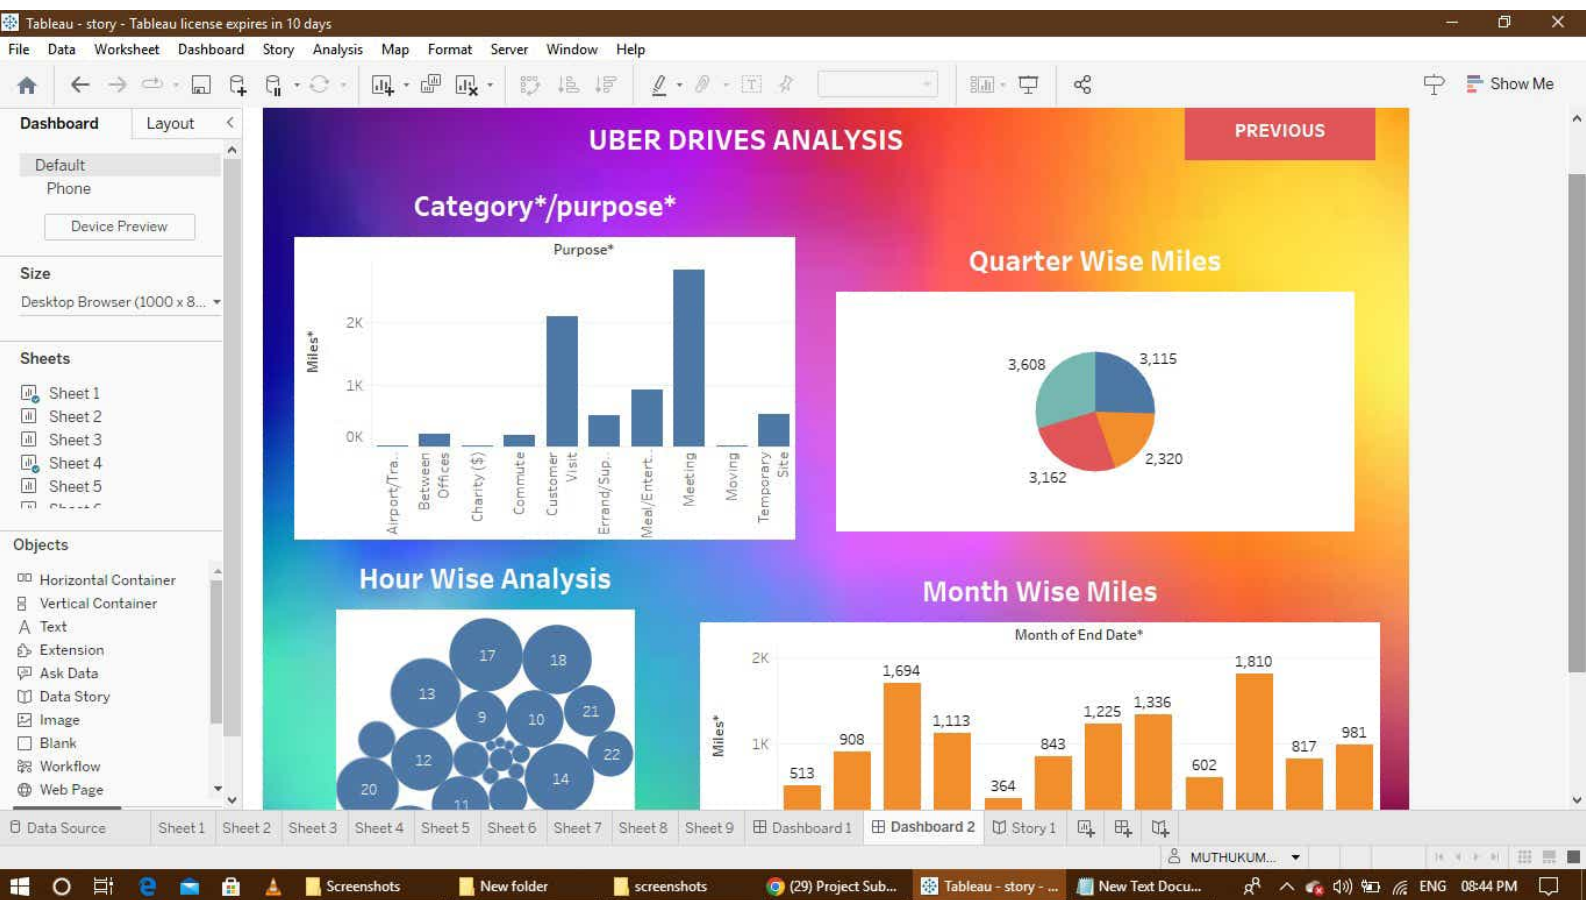 Tableau - story - Tableau license expires in 10 days
File Data Worksheet Dashboard Story Analysis Map Format Server Window Help
Show Me
Dashboard Layout
Default
Phone
Device Preview
Size
Desktop Browser (1000 x 8...
Sheets
Sheet 1
Sheet 2
Sheet 3
Sheet 4
Sheet 5
Objects
Horizontal Container
Vertical Container
Text
Extension
Ask Data
Data Story
Image
Blank
Workflow
Web Page
UBER DRIVES ANALYSIS
PREVIOUS
Category*/purpose*
Purpose*
Miles*
2K
1K
0K
Airport/Tra..
Between Offices
Charity ($)
Commute
Customer Visit
Errand/Sup..
Meal/Entert..
Meeting
Moving
Temporary Site
Quarter Wise Miles
3,608
3,115
2,320
3,162
Hour Wise Analysis
17
18
13
9
10
21
12
22
14
20
11
Month Wise Miles
Month of End Date*
Miles*
2K
1K
513
908
1,694
1,113
364
843
1,225
1,336
602
1,810
817
981
Data Source Sheet 1 Sheet 2 Sheet 3 Sheet 4 Sheet 5 Sheet 6 Sheet 7 Sheet 8 Sheet 9 Dashboard 1 Dashboard 2 Story 1
MUTHUKUM...
Screenshots New folder screenshots (29) Project Sub... Tableau - story - ... New Text Docu... ENG 08:44 PM